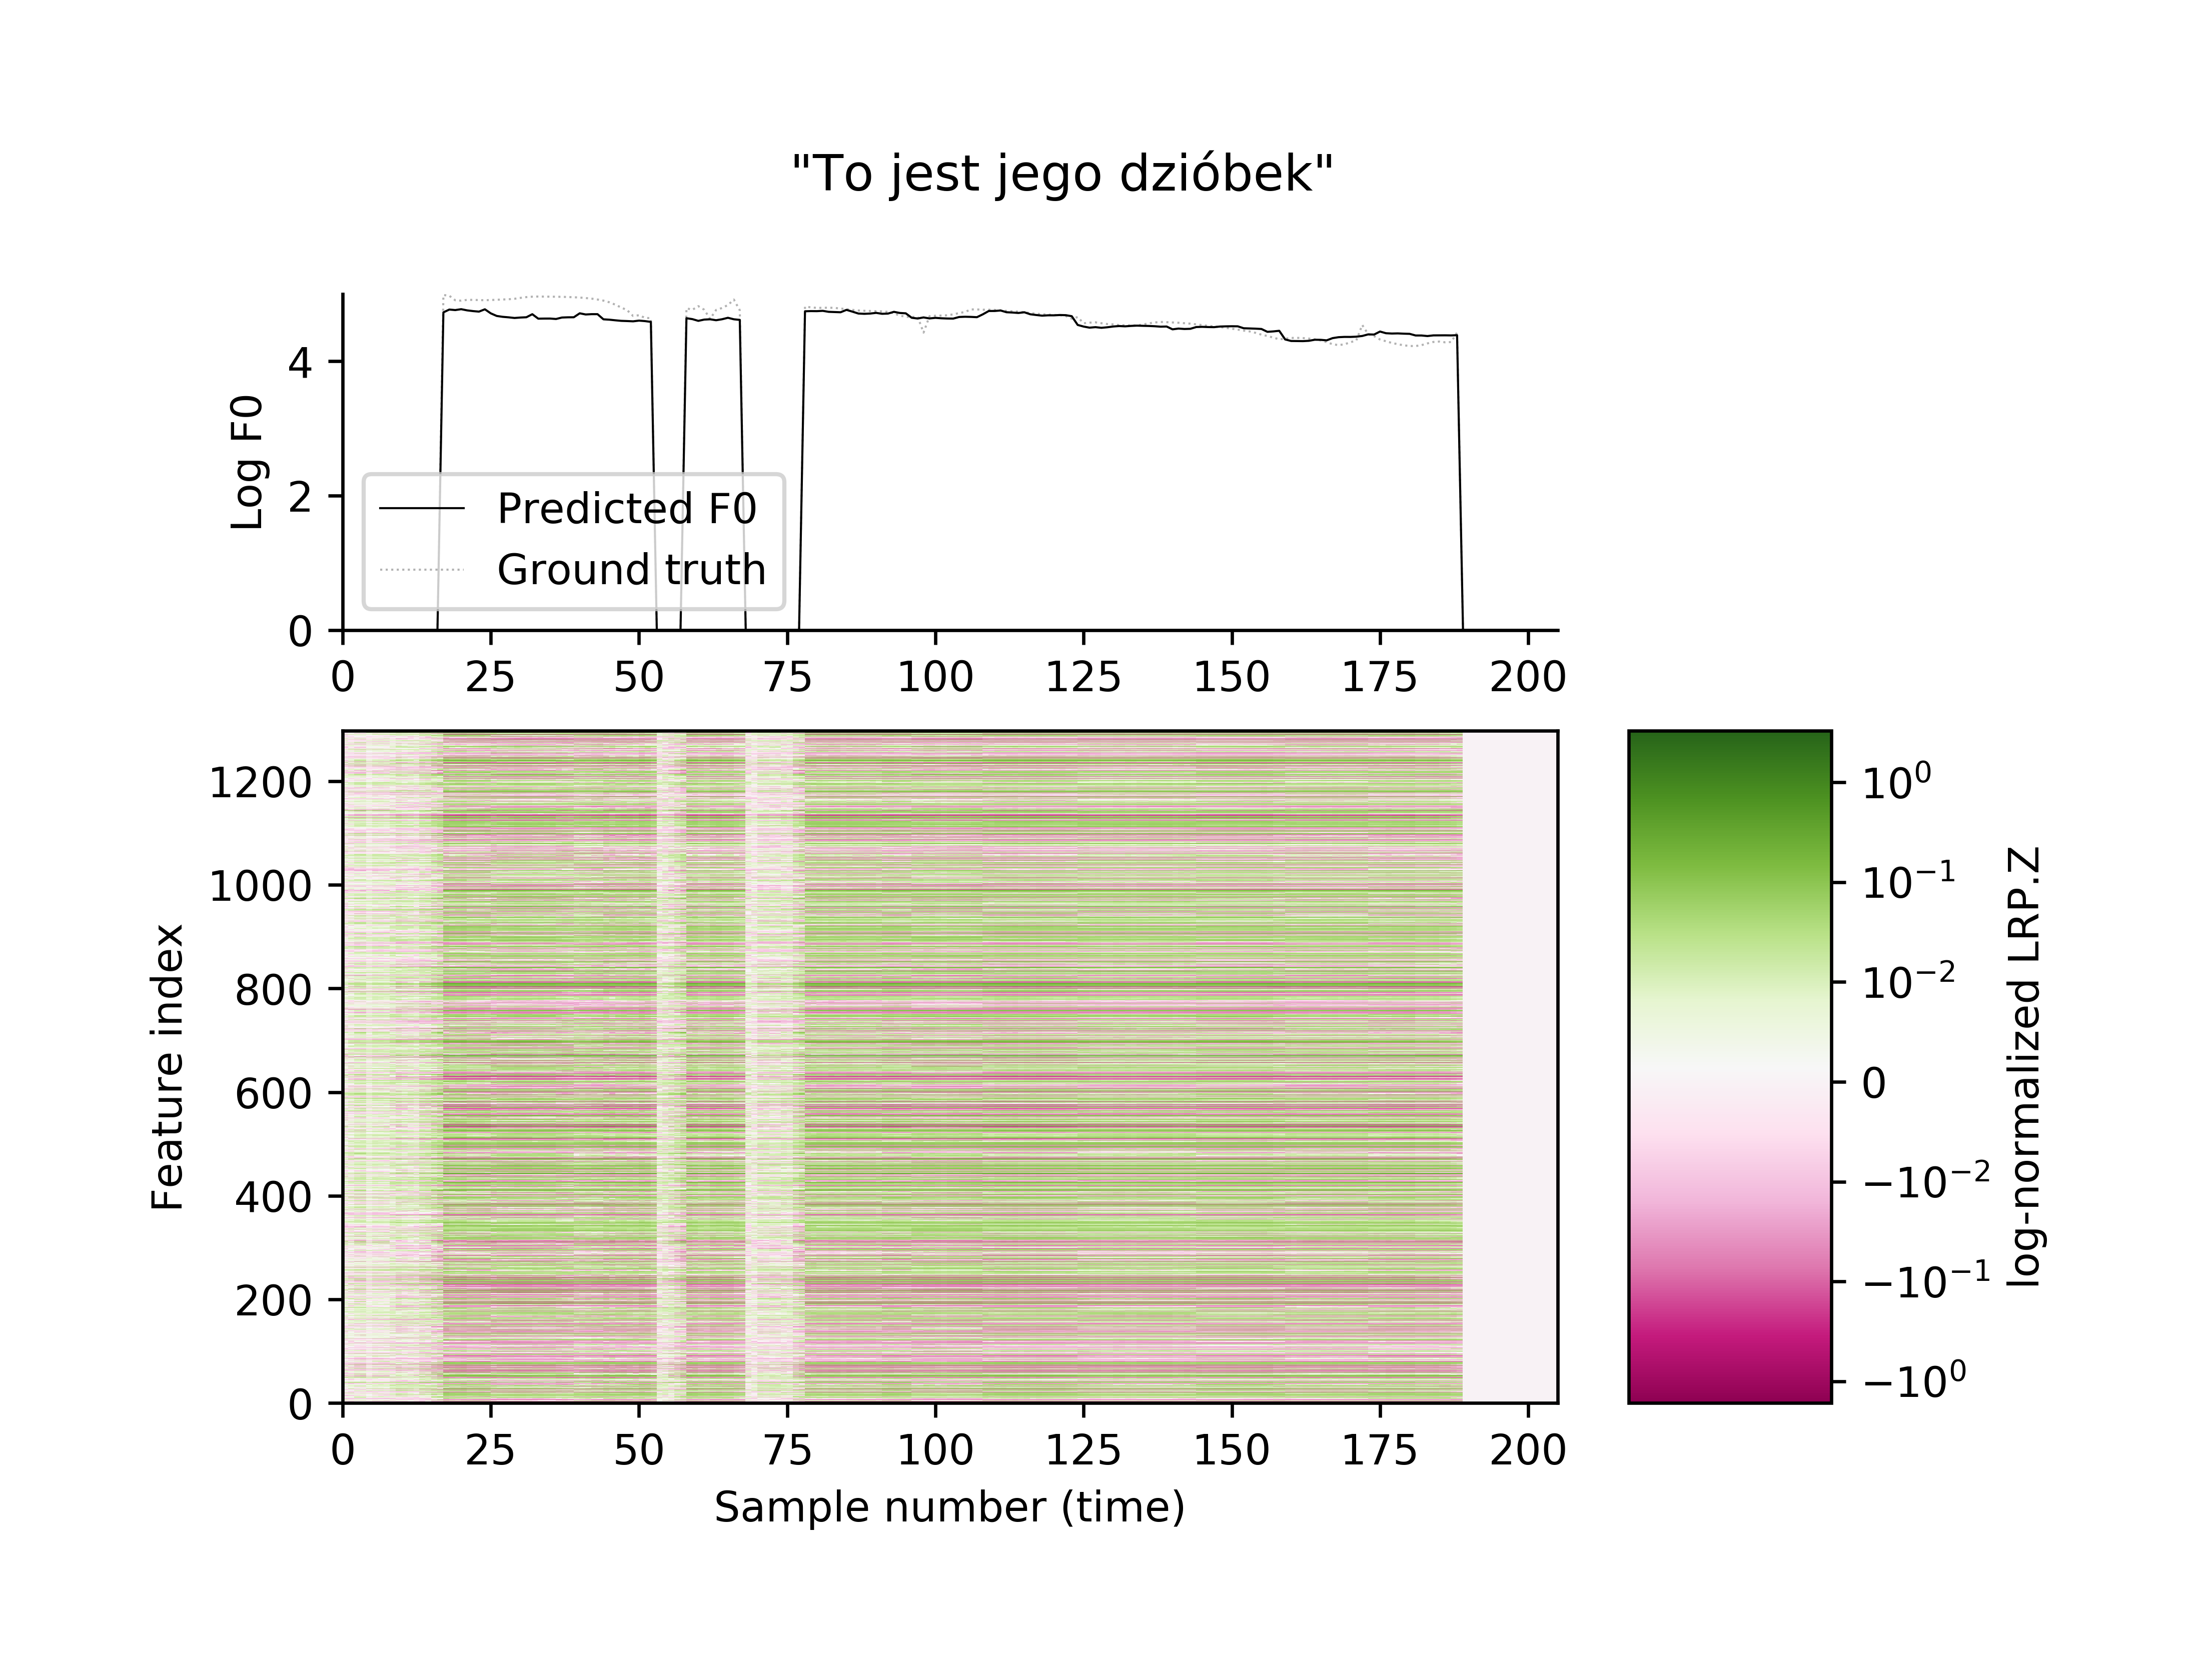 "To jest jego dzióbek"
Log F0
4
2
0
Predicted F0
Ground truth
0 25 50 75 100 125 150 175 200
Feature index
1200
1000
800
600
400
200
0
0 25 50 75 100 125 150 175 200
Sample number (time)
10⁰
10⁻¹
10⁻²
0
−10⁻²
−10⁻¹
−10⁰
log-normalized LRP.Z